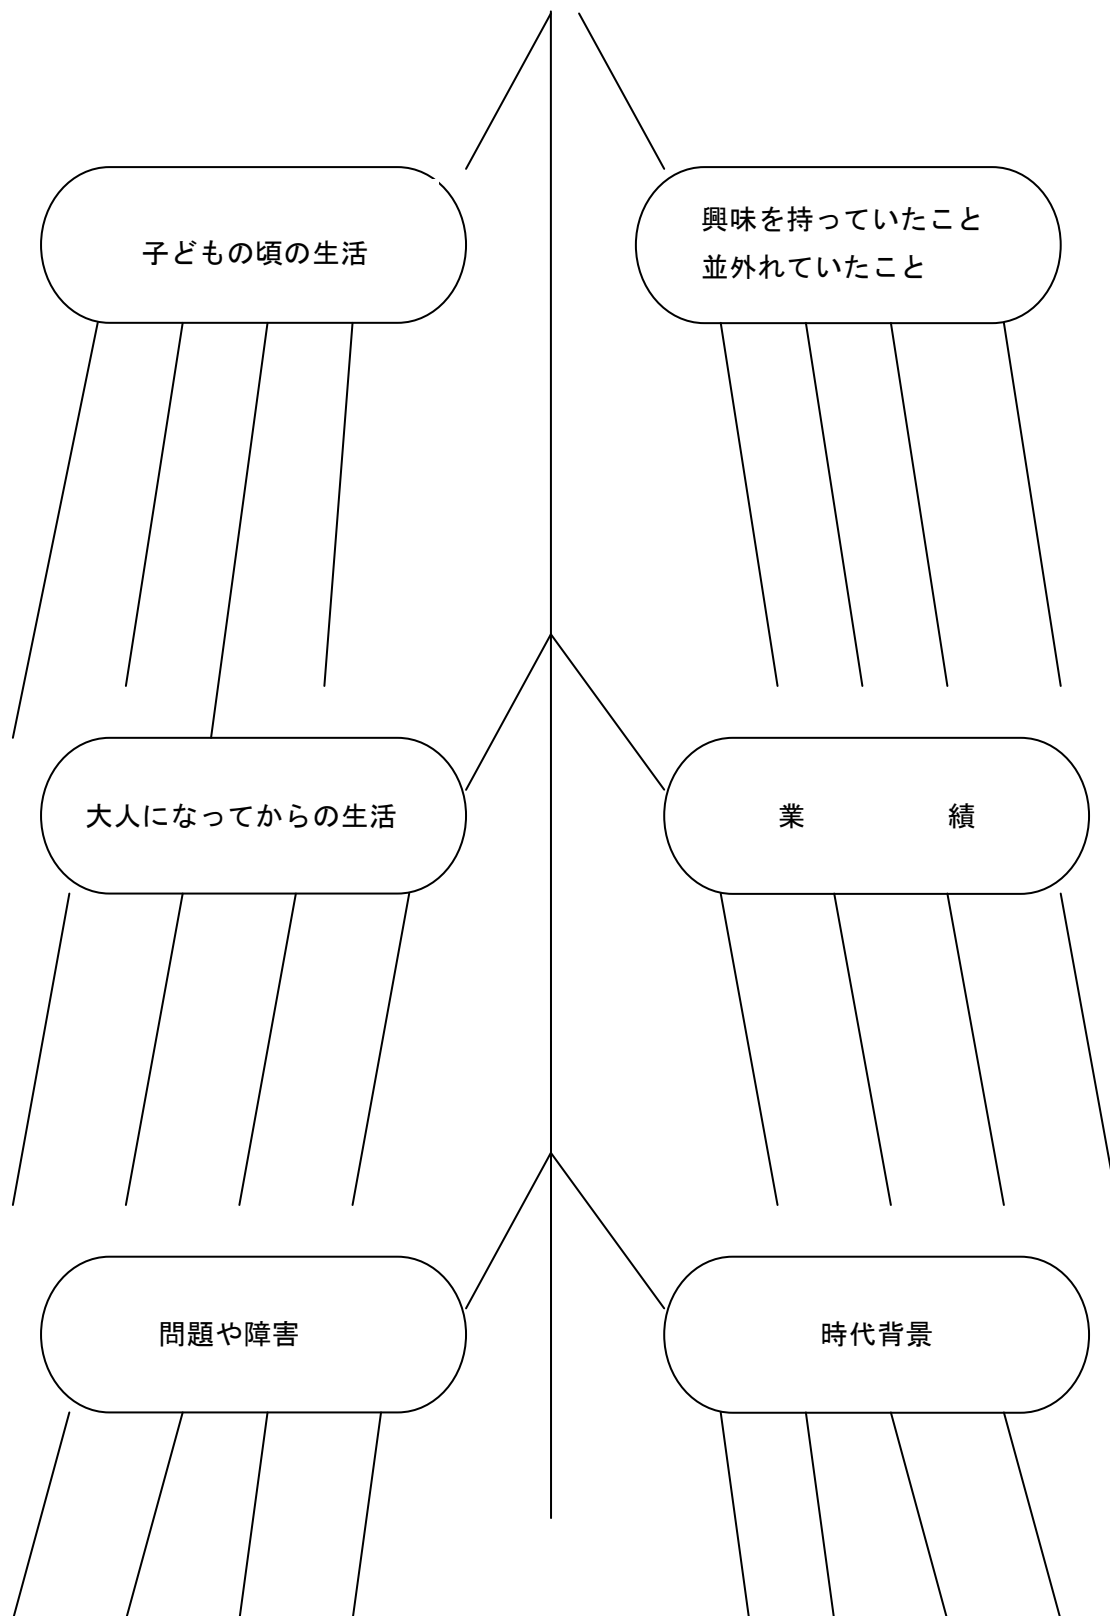 子どもの頃の生活
興味を持っていたこと
並外れていたこと
大人になってからの生活
業　　　　　績
問題や障害
時代背景